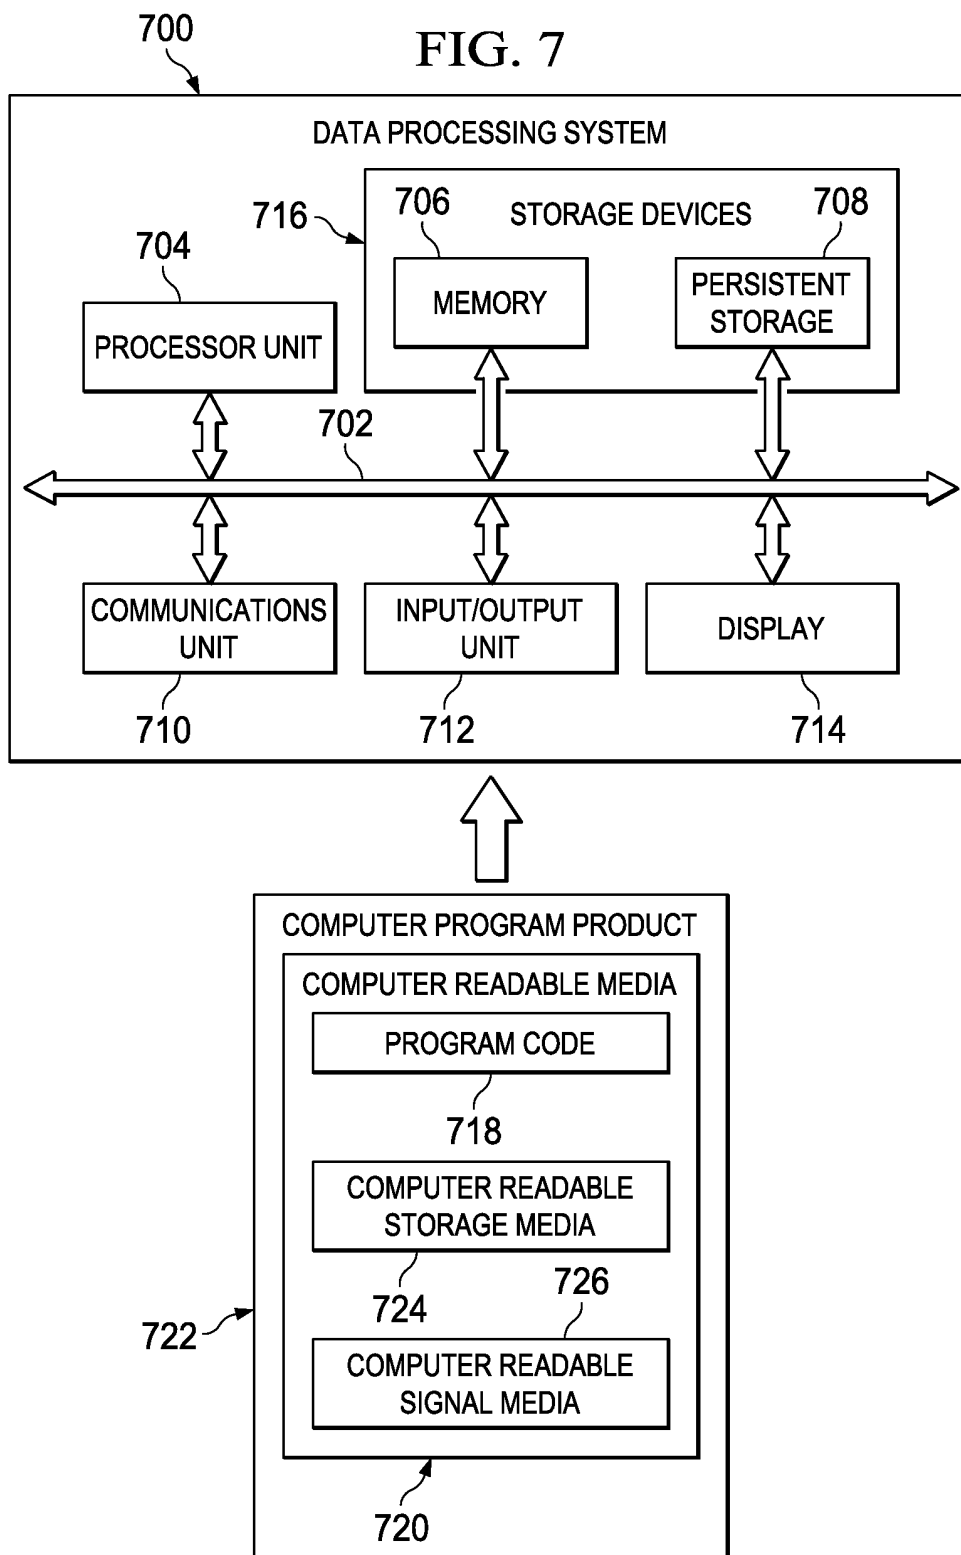 700
FIG. 7
DATA PROCESSING SYSTEM
716
706
STORAGE DEVICES
708
704
MEMORY
PERSISTENT
STORAGE
PROCESSOR UNIT
702
COMMUNICATIONS
UNIT
INPUT/OUTPUT
UNIT
DISPLAY
710
712
714
COMPUTER PROGRAM PRODUCT
COMPUTER READABLE MEDIA
PROGRAM CODE
718
COMPUTER READABLE
STORAGE MEDIA
724
726
722
COMPUTER READABLE
SIGNAL MEDIA
720